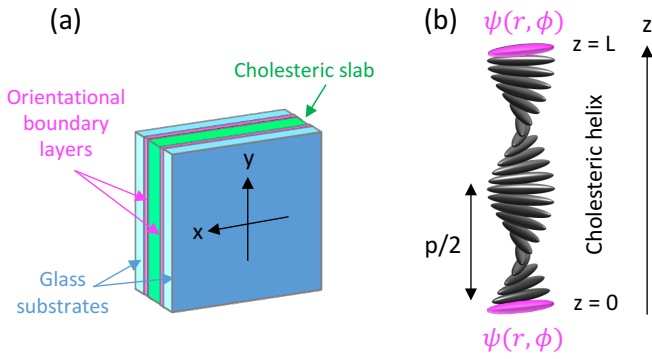 (a)
Cholesteric slab
Orientational
boundary
layers
y
x
Glass
substrates
(b)
ψ(r, ϕ)
z = L
z
Cholesteric helix
p/2
z = 0
ψ(r, ϕ)